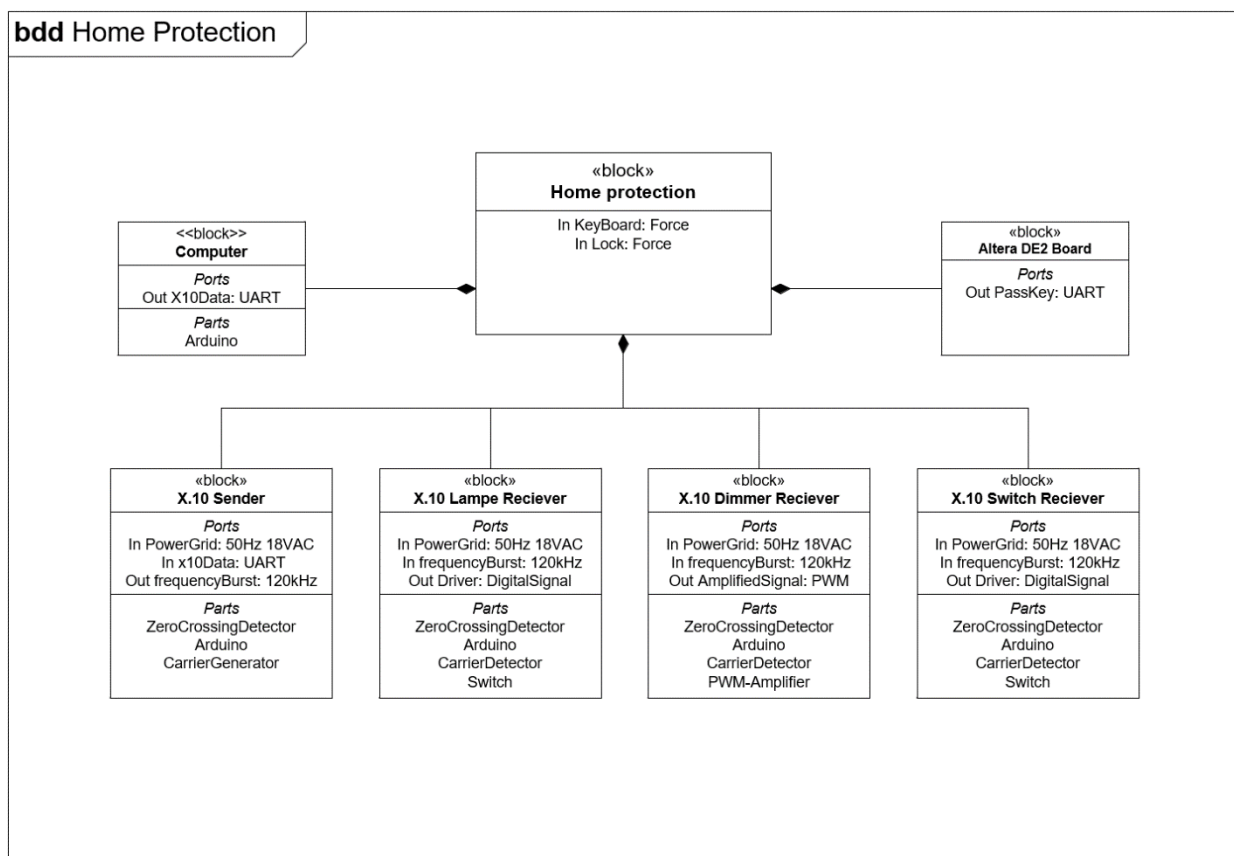 bdd Home Protection
«block»
Home protection
In KeyBoard: Force
In Lock: Force
<<block>>
Computer
Ports
Out X10Data: UART
Parts
Arduino
«block»
Altera DE2 Board
Ports
Out PassKey: UART
«block»
X.10 Sender
Ports
In PowerGrid: 50Hz 18VAC
In x10Data: UART
Out frequencyBurst: 120kHz
Parts
ZeroCrossingDetector
Arduino
CarrierGenerator
«block»
X.10 Lampe Reciever
Ports
In PowerGrid: 50Hz 18VAC
In frequencyBurst: 120kHz
Out Driver: DigitalSignal
Parts
ZeroCrossingDetector
Arduino
CarrierDetector
Switch
«block»
X.10 Dimmer Reciever
Ports
In PowerGrid: 50Hz 18VAC
In frequencyBurst: 120kHz
Out AmplifiedSignal: PWM
Parts
ZeroCrossingDetector
Arduino
CarrierDetector
PWM-Amplifier
«block»
X.10 Switch Reciever
Ports
In PowerGrid: 50Hz 18VAC
In frequencyBurst: 120kHz
Out Driver: DigitalSignal
Parts
ZeroCrossingDetector
Arduino
CarrierDetector
Switch